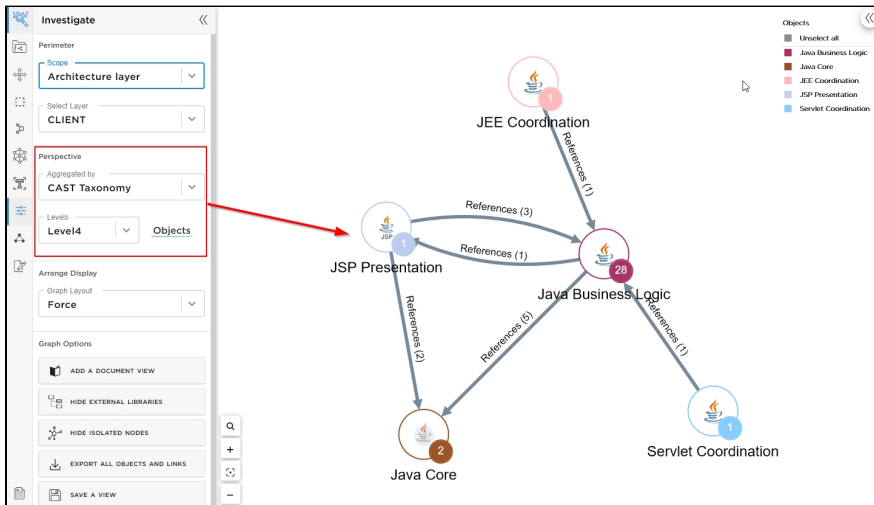 Investigate
Perimeter
Scope
Architecture layer
Select Layer
CLIENT
Perspective
Aggregated by
CAST Taxonomy
Levels
Level4
Objects
Arrange Display
Graph Layout
Force
Graph Options
ADD A DOCUMENT VIEW
HIDE EXTERNAL LIBRARIES
HIDE ISOLATED NODES
EXPORT ALL OBJECTS AND LINKS
SAVE A VIEW
1
JEE Coordination
References (1)
References (3)
JSP
1
JSP Presentation
References (1)
28
Java Business Logic
References (2)
References (5)
References (1)
2
Java Core
1
Servlet Coordination
Objects
Unselect all
Java Business Logic
Java Core
JEE Coordination
JSP Presentation
Servlet Coordination